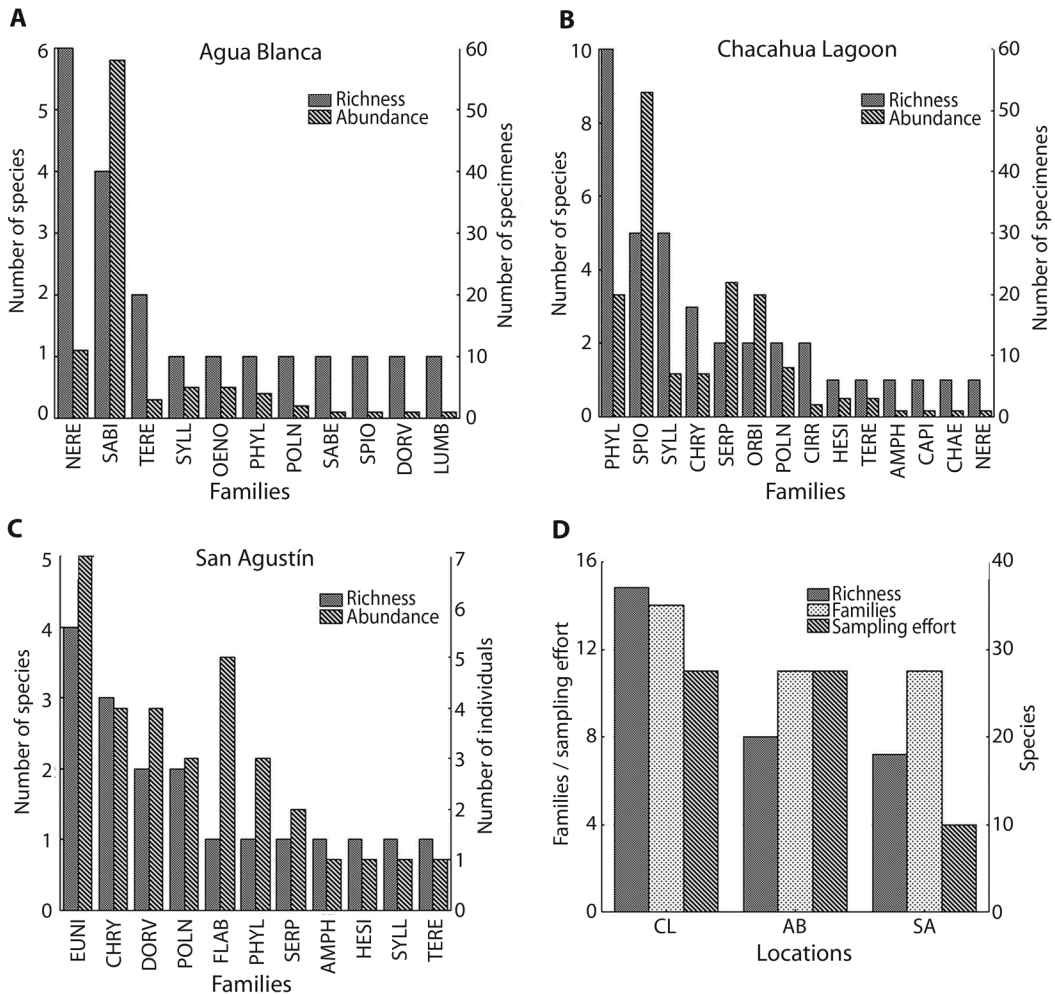 A
Agua Blanca
Richness
Abundance
Number of species
Number of specimenes
6
5
4
3
2
1
0
60
50
40
30
20
10
0
NERE
SABI
TERE
SYLL
OENO
PHYL
POLN
SABE
SPIO
DORV
LUMB
Families
B
Chacahua Lagoon
Richness
Abundance
Number of species
Number of specimenes
10
8
6
4
2
0
60
50
40
30
20
10
0
PHYL
SPIO
SYLL
CHRY
SERP
ORBI
POLN
CIRR
HESI
TERE
AMPH
CAPI
CHAE
NERE
Families
C
San Agustín
Richness
Abundance
Number of species
Number of individuals
5
4
3
2
1
0
7
6
5
4
3
2
1
0
EUNI
CHRY
DORV
POLN
FLAB
PHYL
SERP
AMPH
HESI
SYLL
TERE
Families
D
Richness
Families
Sampling effort
Families / sampling effort
Species
16
12
8
4
0
40
30
20
10
0
CL
AB
SA
Locations